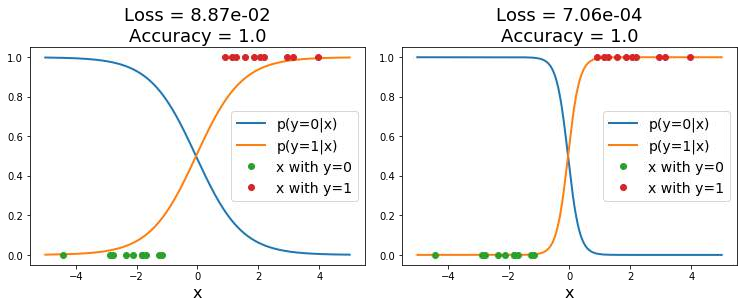 Loss = 8.87e-02
Accuracy = 1.0
1.0
0.8
0.6
0.4
0.2
0.0
p(y=0|x)
p(y=1|x)
x with y=0
x with y=1
−4
−2
0
2
4
x
Loss = 7.06e-04
Accuracy = 1.0
1.0
0.8
0.6
0.4
0.2
0.0
p(y=0|x)
p(y=1|x)
x with y=0
x with y=1
−4
−2
0
2
4
x